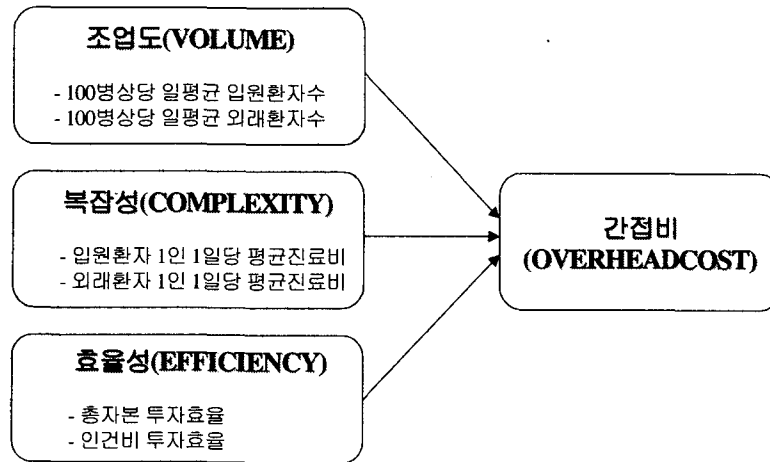 조업도(VOLUME)
- 100병상당 일평균 입원환자수
- 100병상당 일평균 외래환자수
복잡성(COMPLEXITY)
- 입원환자 1인 1일당 평균진료비
- 외래환자 1인 1일당 평균진료비
효율성(EFFICIENCY)
- 총자본 투자효율
- 인건비 투자효율
간접비
(OVERHEADCOST)